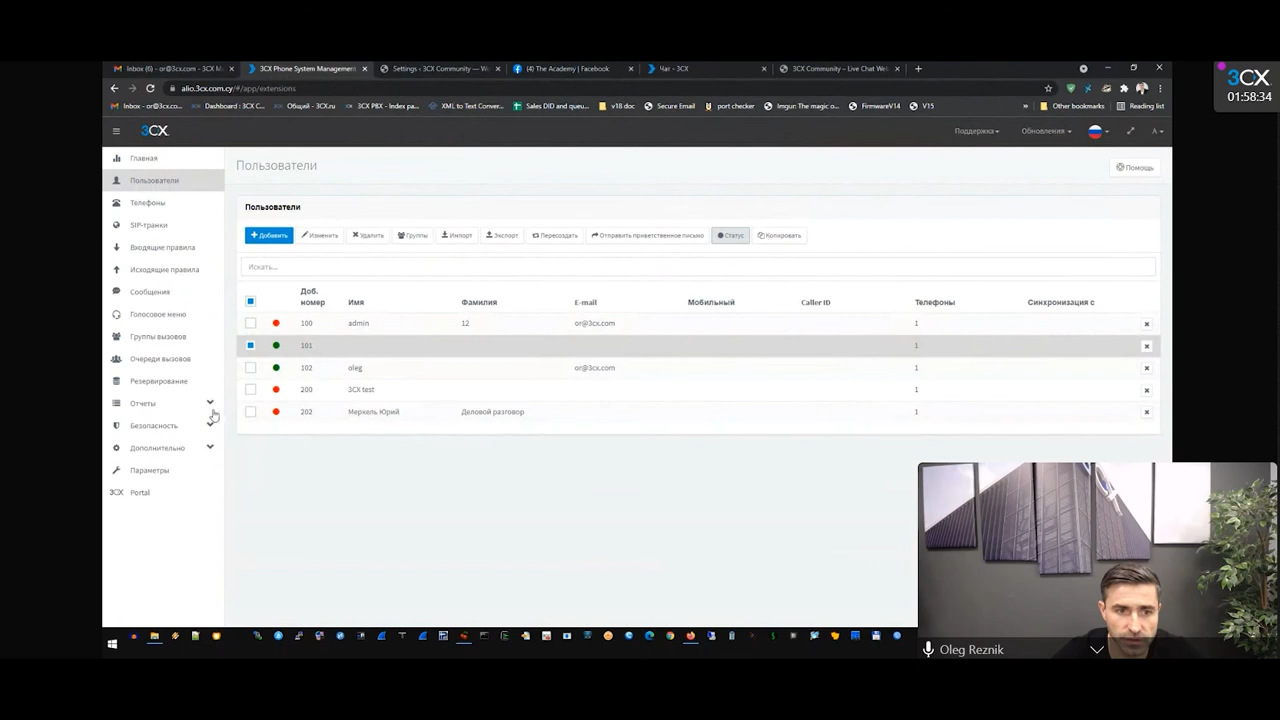 Inbox (6) - or@3cx.com - 3CX M
3CX Phone System Management
Settings : 3CX Community — W
(4) The Academy | Facebook
Чат - 3CX
3CX Community – Live Chat Wel
3CX
01:58:34
alio.3cx.com.cy/#/app/extensions
Inbox - or@3cx.co...
Dashboard : 3CX C...
Общий - 3CX.ru
3CX PBX - Index pa...
XML to Text Conver...
Sales DID and queu...
v18 doc
Secure Email
port checker
Imgur: The magic o...
FirmwareV14
V15
»
Other bookmarks
Reading list
3CX
Поддержка
Обновления
A
Главная
Пользователи
Телефоны
SIP-транки
Входящие правила
Исходящие правила
Сообщения
Голосовое меню
Группы вызовов
Очереди вызовов
Резервирование
Отчеты
Безопасность
Дополнительно
Параметры
3CX Portal
Пользователи
Помощь
Пользователи
Добавить Изменить Удалить Группы Импорт Экспорт Пересоздать Отправить приветственное письмо Статус Копировать
Искать...
Доб. номер Имя Фамилия E-mail Мобильный Caller ID Телефоны Синхронизация с
100 admin 12 or@3cx.com 1
101 1
102 oleg or@3cx.com 1
200 3CX test 1
202 Меркель Юрий Деловой разговор 1
Oleg Reznik